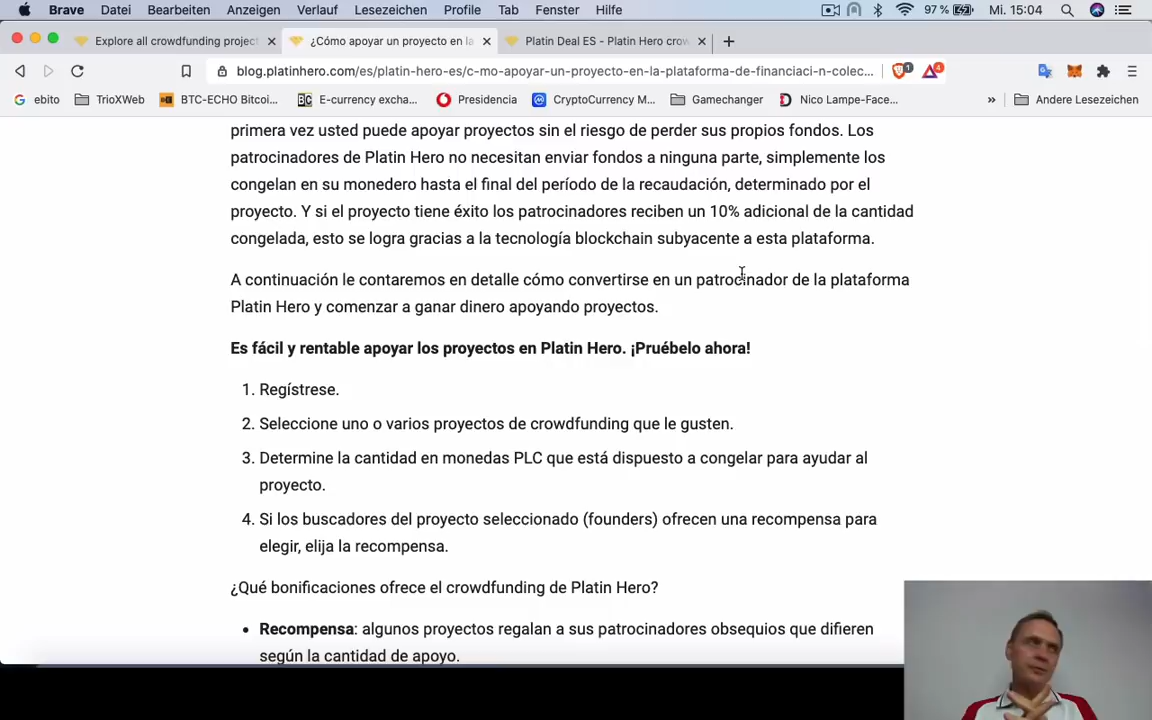 Brave Datei Bearbeiten Anzeigen Verlauf Lesezeichen Profile Tab Fenster Hilfe 97 % Mi. 15:04
Explore all crowdfunding project ¿Cómo apoyar un proyecto en la Platin Deal ES - Platin Hero crow
blog.platinhero.com/es/platin-hero-es/c-mo-apoyar-un-proyecto-en-la-plataforma-de-financiaci-n-colec... 1 4
ebito TrioXWeb BTC-ECHO Bitcoi... E-currency excha... Presidencia CryptoCurrency M... Gamechanger Nico Lampe-Face... » Andere Lesezeichen
primera vez usted puede apoyar proyectos sin el riesgo de perder sus propios fondos. Los
patrocinadores de Platin Hero no necesitan enviar fondos a ninguna parte, simplemente los
congelan en su monedero hasta el final del período de la recaudación, determinado por el
proyecto. Y si el proyecto tiene éxito los patrocinadores reciben un 10% adicional de la cantidad
congelada, esto se logra gracias a la tecnología blockchain subyacente a esta plataforma.
A continuación le contaremos en detalle cómo convertirse en un patrocinador de la plataforma
Platin Hero y comenzar a ganar dinero apoyando proyectos.
Es fácil y rentable apoyar los proyectos en Platin Hero. ¡Pruébelo ahora!
1. Regístrese.
2. Seleccione uno o varios proyectos de crowdfunding que le gusten.
3. Determine la cantidad en monedas PLC que está dispuesto a congelar para ayudar al
proyecto.
4. Si los buscadores del proyecto seleccionado (founders) ofrecen una recompensa para
elegir, elija la recompensa.
¿Qué bonificaciones ofrece el crowdfunding de Platin Hero?
• Recompensa: algunos proyectos regalan a sus patrocinadores obsequios que difieren
según la cantidad de apoyo.